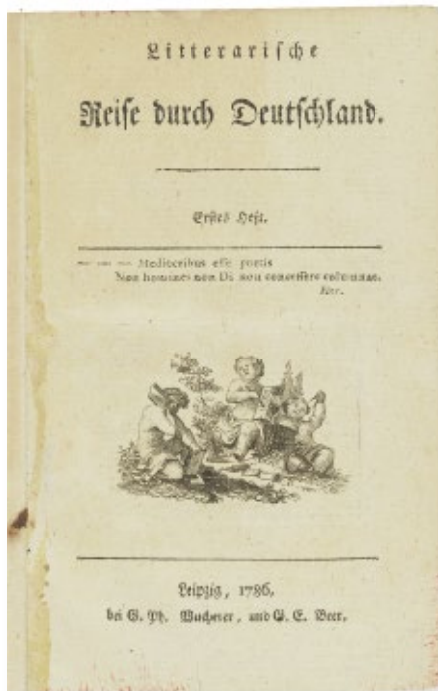 Litterarische
Reise durch Deutschland.
Erstes Heft.
— — — Mediocribus esse poetis
Non homines non Di non concessere columnae.
Hor.
Leipzig, 1786,
bei G. Ph. Wucherer, und G. E. Beer.